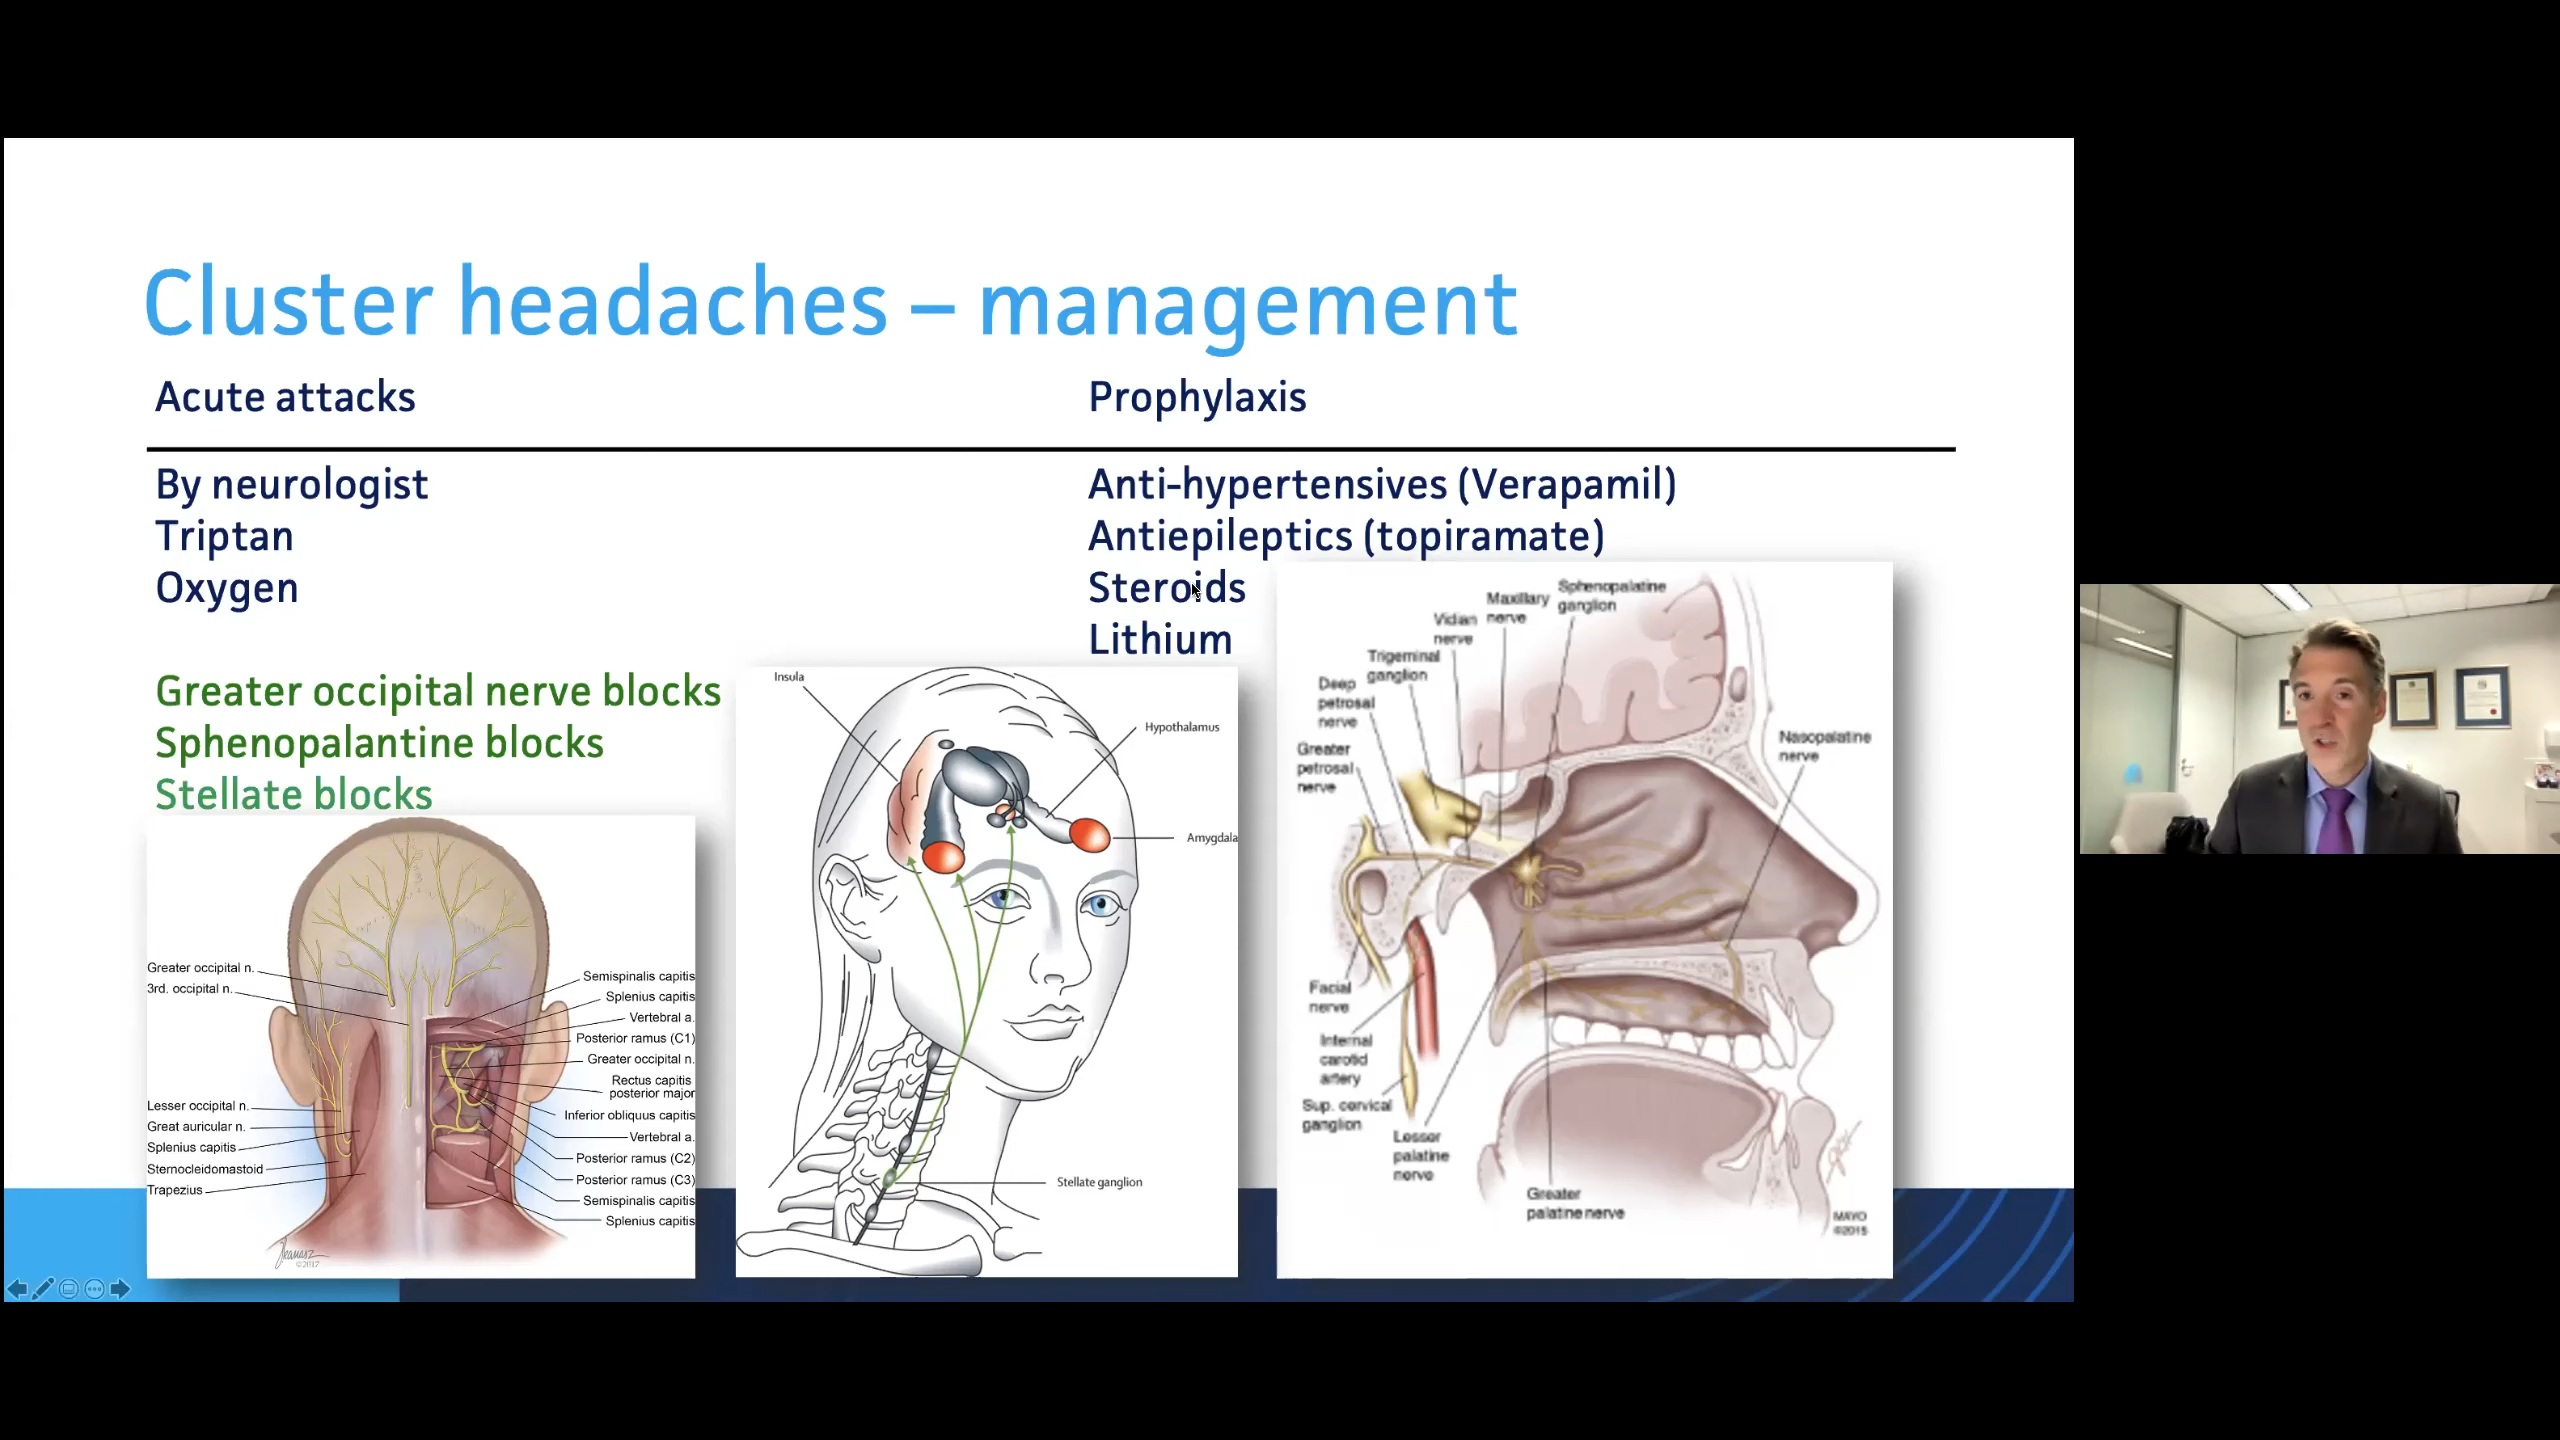 Cluster headaches – management
Acute attacks
Prophylaxis
By neurologist
Triptan
Oxygen
Greater occipital nerve blocks
Sphenopalantine blocks
Stellate blocks
Anti-hypertensives (Verapamil)
Antiepileptics (topiramate)
Steroids
Lithium
Greater occipital n.
3rd. occipital n.
Lesser occipital n.
Great auricular n.
Splenius capitis
Sternocleidomastoid
Trapezius
Semispinalis capitis
Splenius capitis
Vertebral a.
Posterior ramus (C1)
Greater occipital n.
Rectus capitis
posterior major
Inferior obliquus capitis
Vertebral a.
Posterior ramus (C2)
Posterior ramus (C3)
Semispinalis capitis
Splenius capitis
©2017
Insula
Hypothalamus
Amygdala
Stellate ganglion
Sphenopalatine
ganglion
Maxillary
nerve
Vidian
nerve
Trigeminal
ganglion
Deep
petrosal
nerve
Greater
petrosal
nerve
Nasopalatine
nerve
Facial
nerve
Internal
carotid
artery
Sup. cervical
ganglion
Lesser
palatine
nerve
Greater
palatine nerve
MAYO
©2015